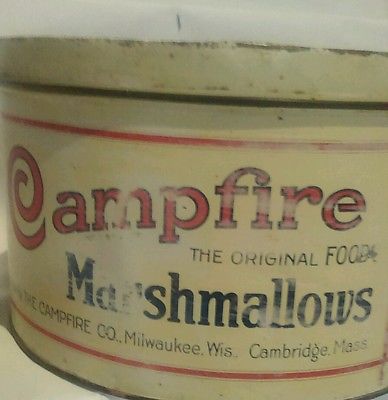 Campfire
THE ORIGINAL FOOD
Marshmallows
THE CAMPFIRE CO., Milwaukee. Wis. Cambridge. Mass